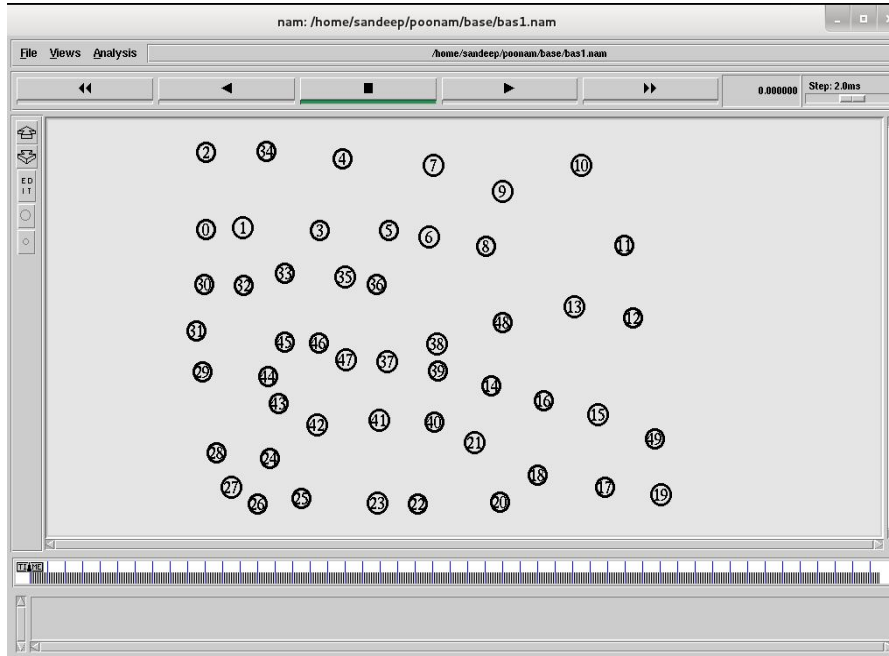 nam: /home/sandeep/poonam/base/bas1.nam
File Views Analysis /home/sandeep/poonam/base/bas1.nam
0.000000 Step: 2.0ms
2 34 4 7 10
9
0 1 3 5 6 8 11
ED
IT
30 32 33 35 36
13
31 48 12
45 46 38
47 37
29 44 39
14
43 16
42 41 40 15
21 49
28 24
18
27 17 19
26 25 23 22 20
TIME